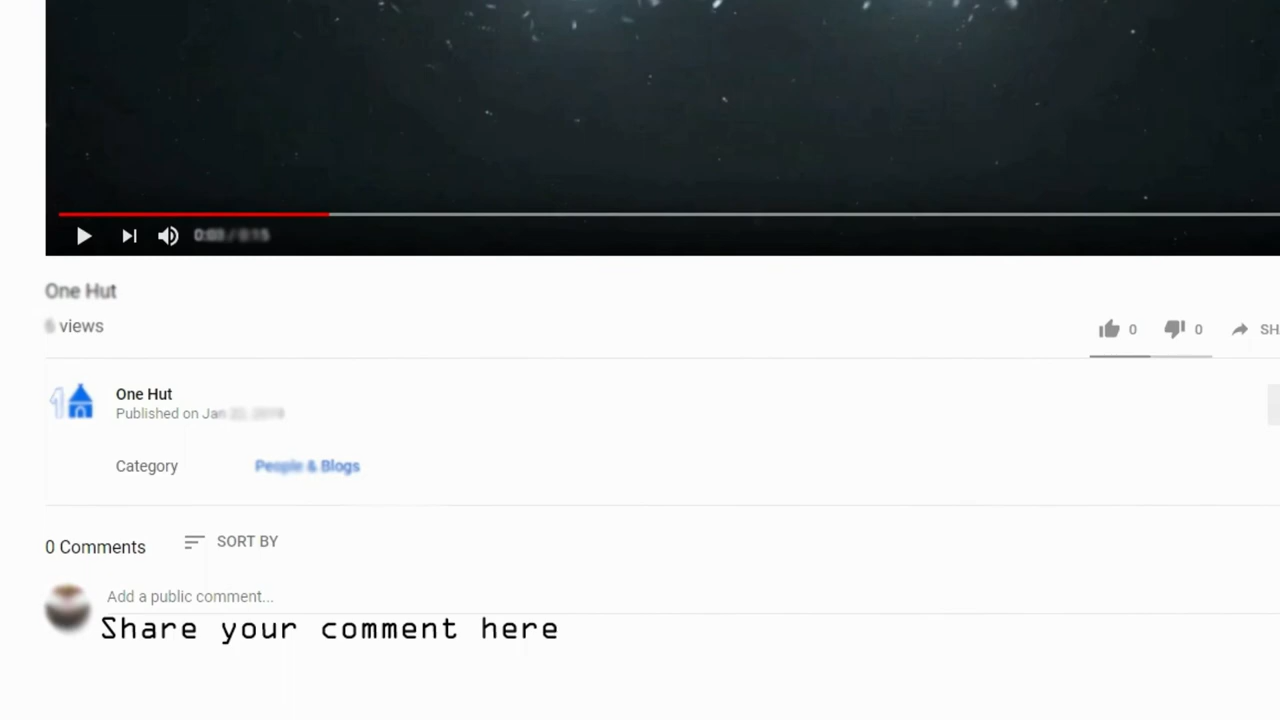 One Hut
views
0
0
SH
1
One Hut
Published on Jan
Category
People & Blogs
0 Comments
SORT BY
Add a public comment...
Share your comment here